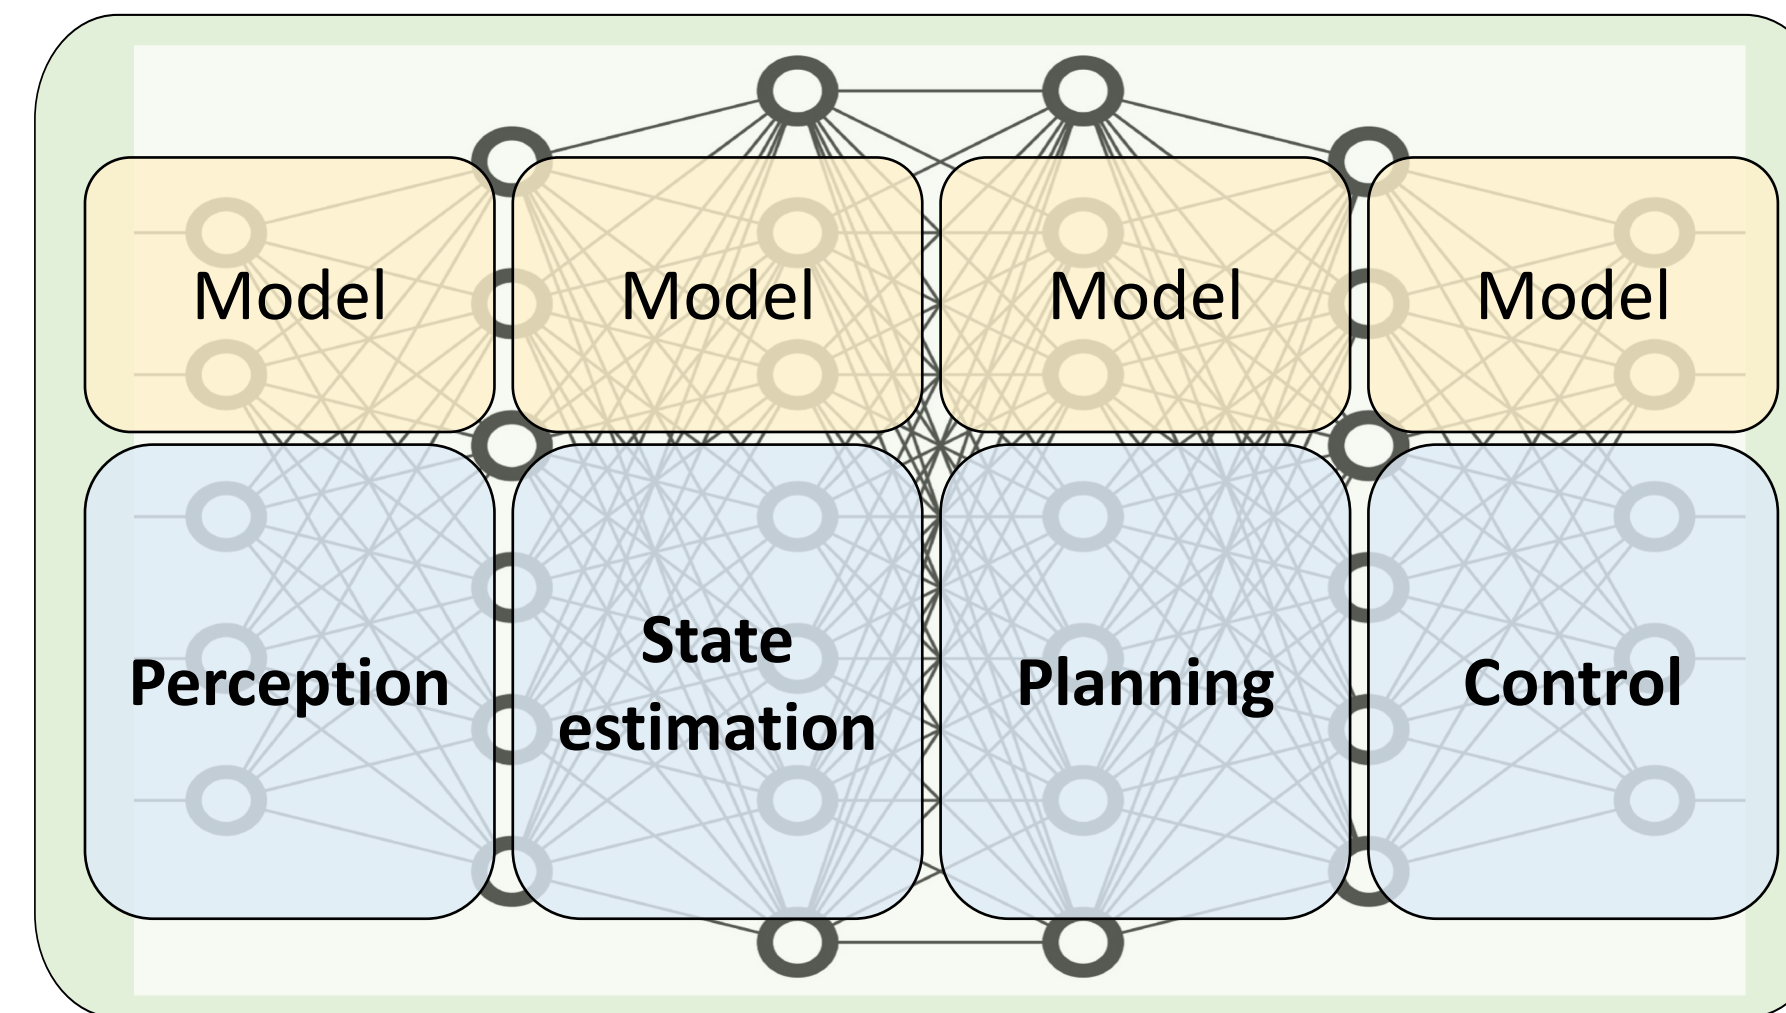 Model
Model
Model
Model
Perception
State
estimation
Planning
Control